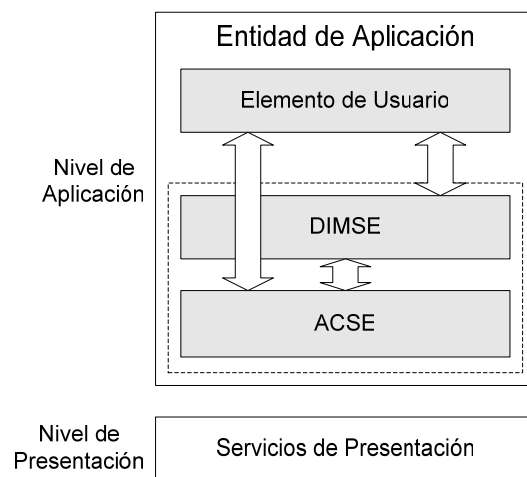 Entidad de Aplicación
Elemento de Usuario
Nivel de
Aplicación
DIMSE
ACSE
Nivel de
Presentación
Servicios de Presentación